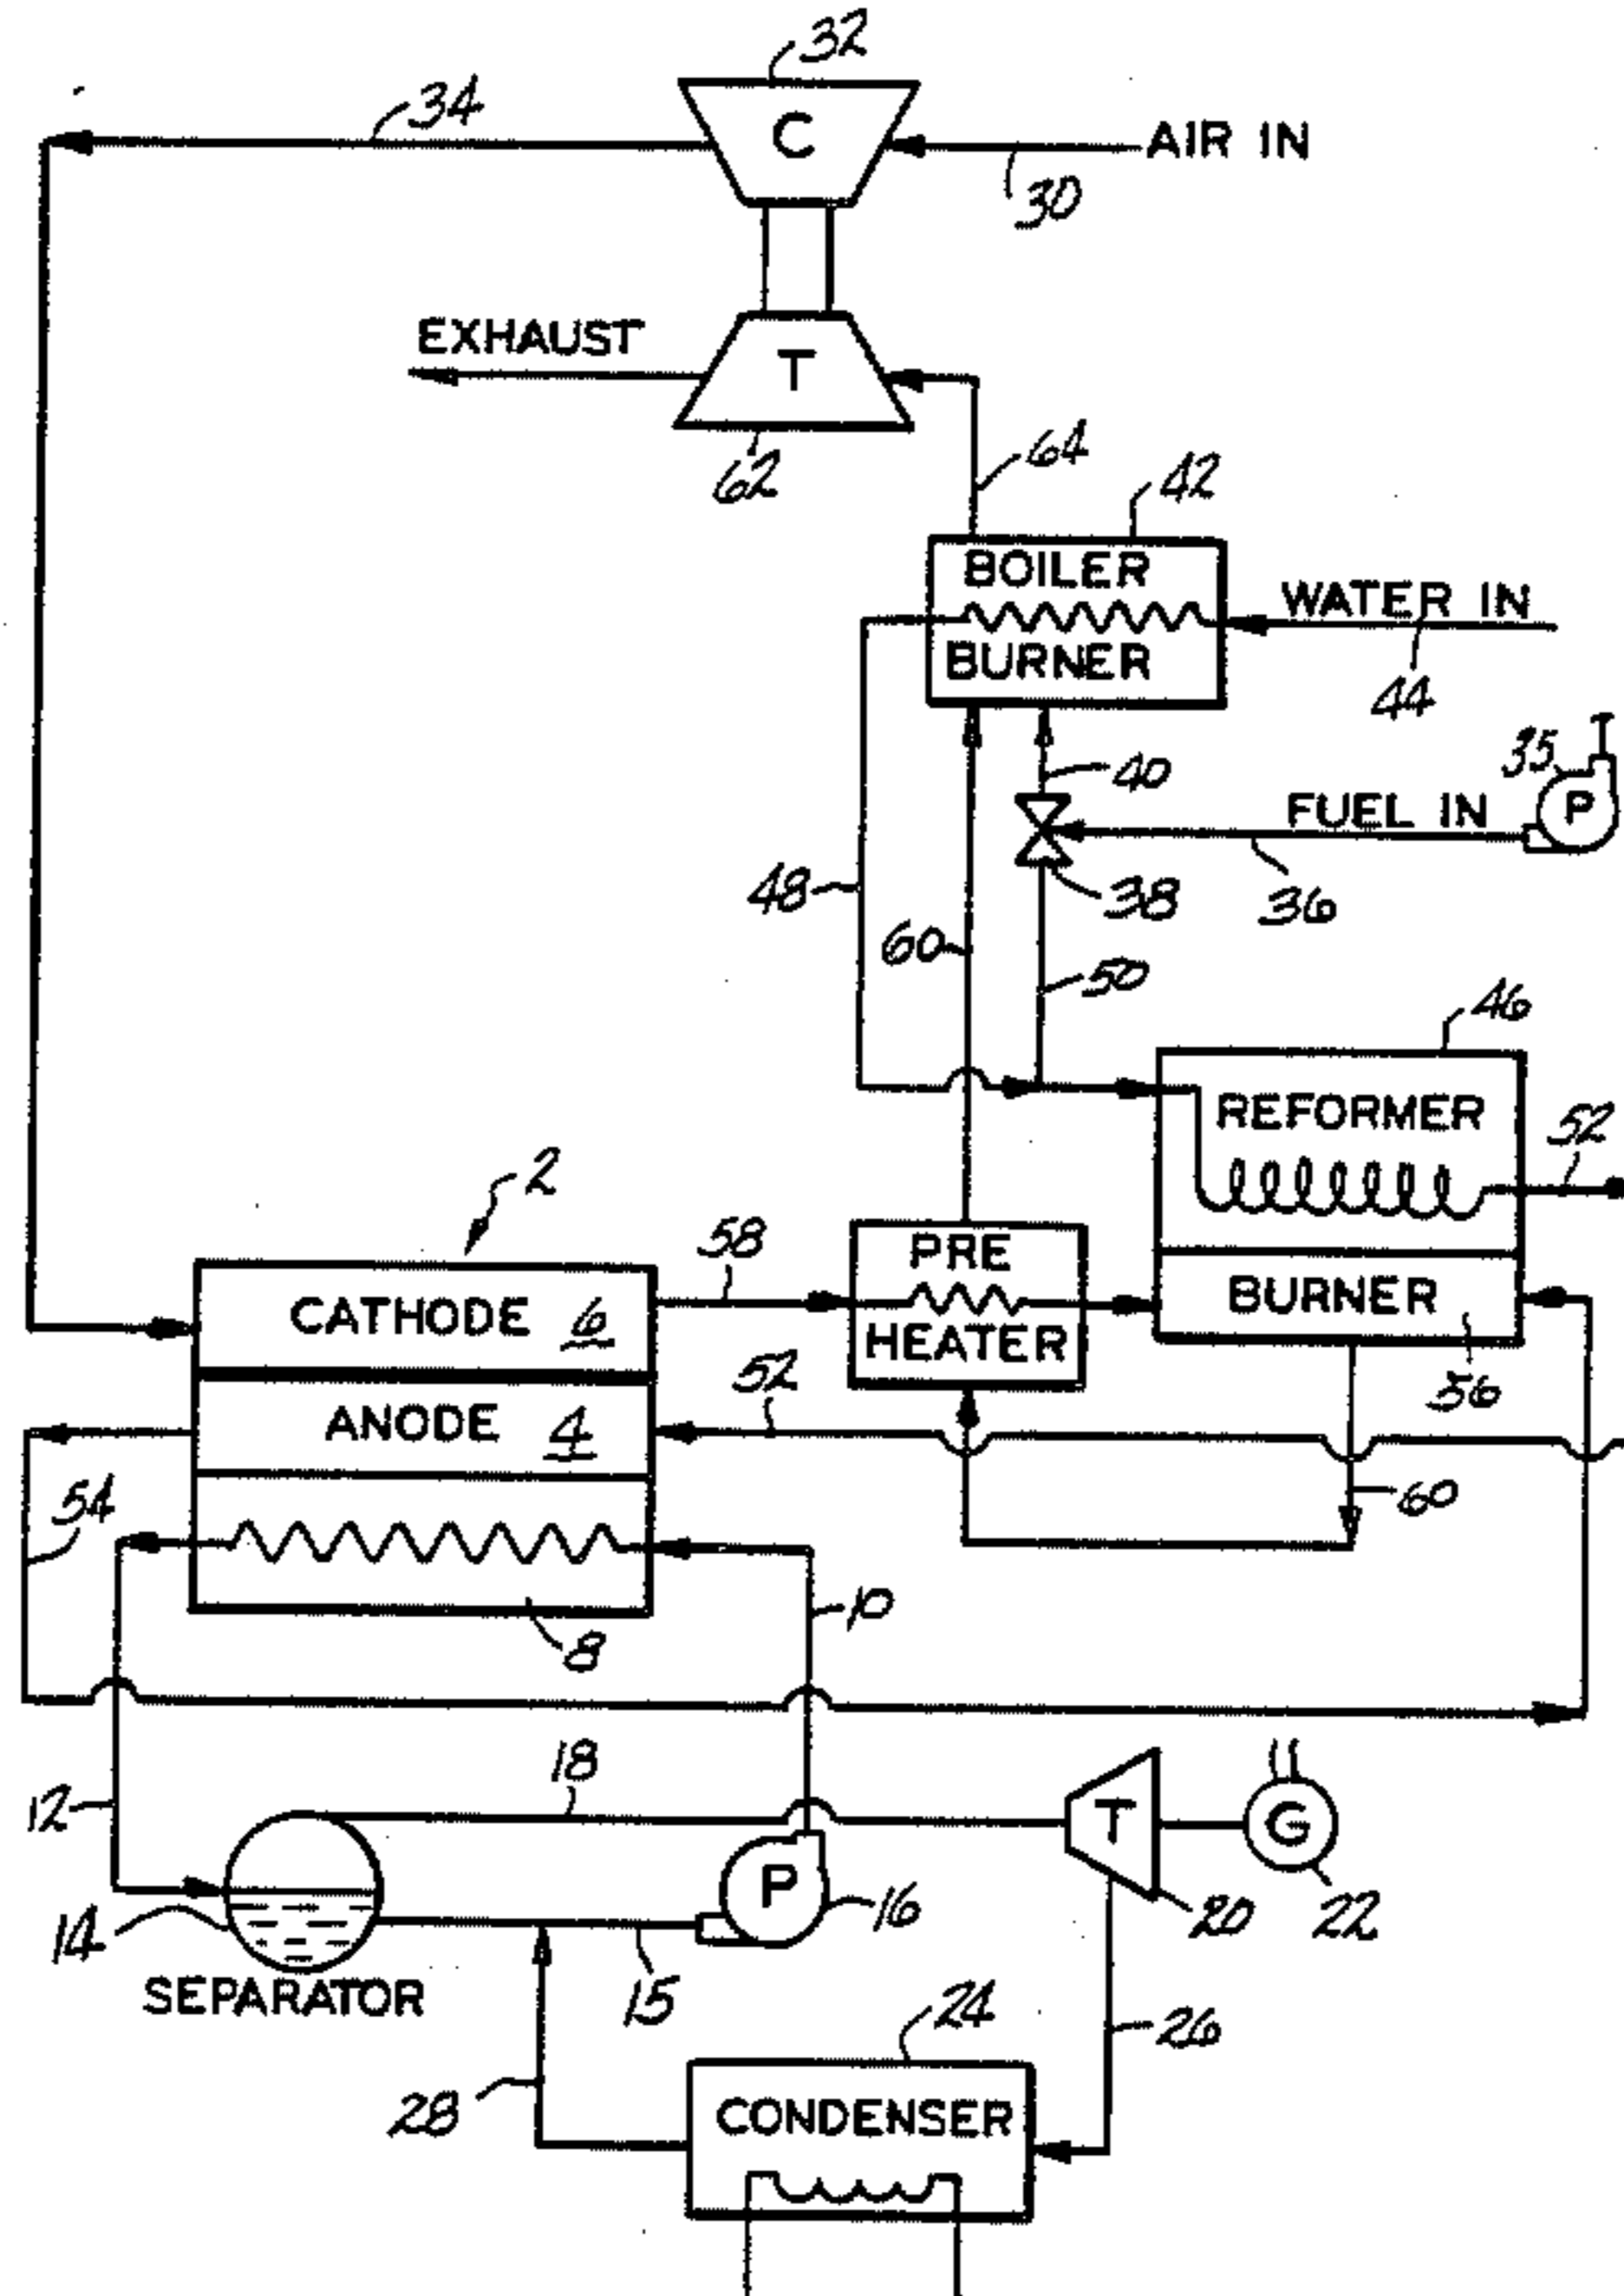 32
34
C
AIR IN
30
EXHAUST
T
62
64
42
BOILER
WATER IN
BURNER
44
35
40
P
FUEL IN
48
38
36
60
50
46
REFORMER
52
2
58
PRE
CATHODE 6
BURNER
HEATER
52
56
ANODE 4
54
60
10
8
18
12
T
G
P
16
20
22
14
SEPARATOR
15
24
26
28
CONDENSER